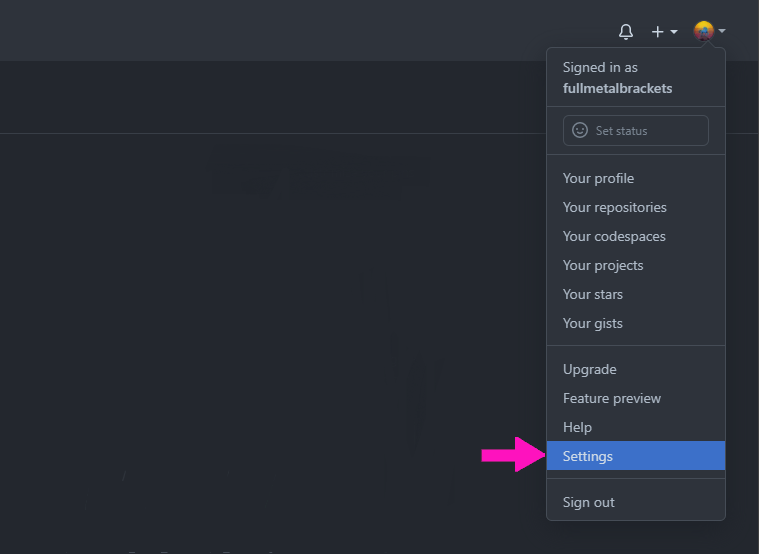 Signed in as
fullmetalbrackets
Set status
Your profile
Your repositories
Your codespaces
Your projects
Your stars
Your gists
Upgrade
Feature preview
Help
Settings
Sign out